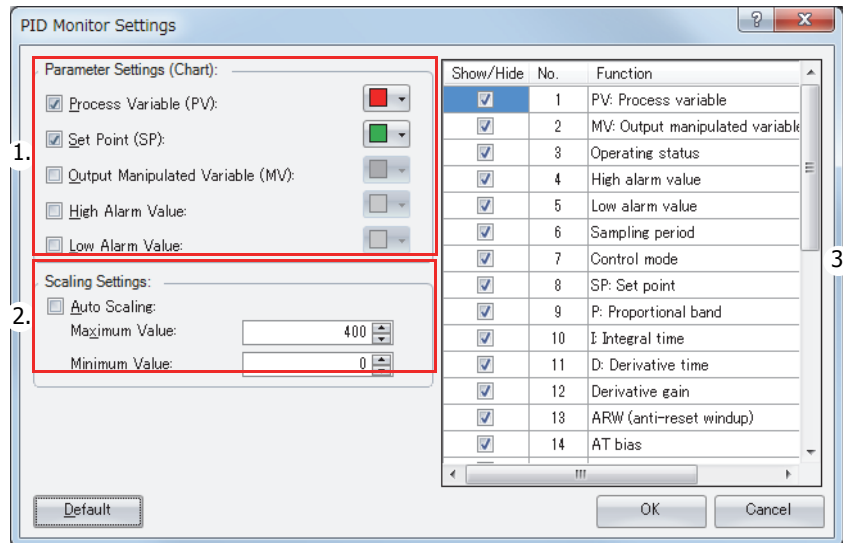 PID Monitor Settings
?
1.
Parameter Settings (Chart):
Process Variable (PV):
Set Point (SP):
Output Manipulated Variable (MV):
High Alarm Value:
Low Alarm Value:
2.
Scaling Settings:
Auto Scaling:
Maximum Value: 400
Minimum Value: 0
3
Show/Hide No. Function
1 PV: Process variable
2 MV: Output manipulated variable
3 Operating status
4 High alarm value
5 Low alarm value
6 Sampling period
7 Control mode
8 SP: Set point
9 P: Proportional band
10 I: Integral time
11 D: Derivative time
12 Derivative gain
13 ARW (anti-reset windup)
14 AT bias
Default
OK
Cancel